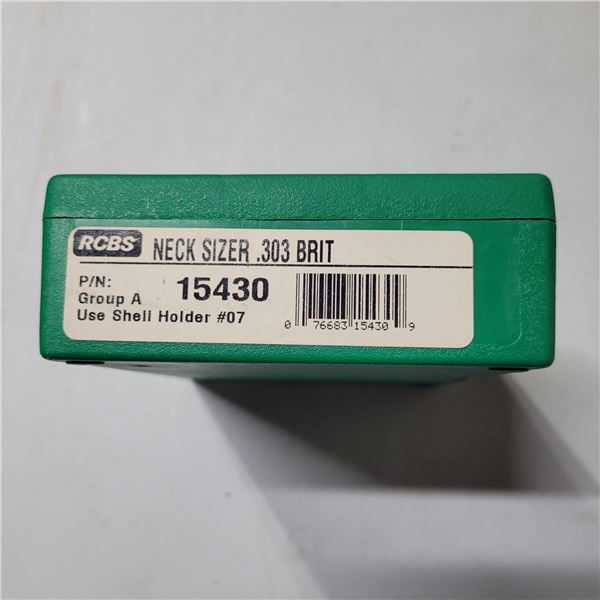 RCBS NECK SIZER .303 BRIT
P/N: 15430
Group A
Use Shell Holder #07
0 76683 15430 9